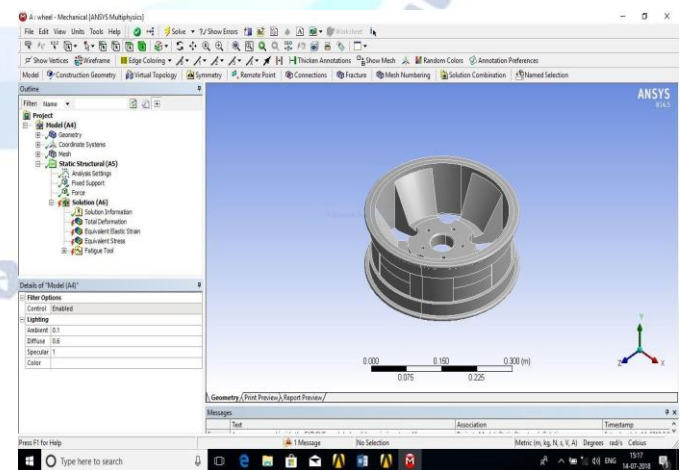 A : wheel - Mechanical [ANSYS Multiphysics]
File Edit View Units Tools Help Solve ?/Show Errors Worksheet
Show Vertices Wireframe Edge Coloring Thicken Annotations Show Mesh Random Colors Annotation Preferences
Model Construction Geometry Virtual Topology Symmetry Remote Point Connections Fracture Mesh Numbering Solution Combination Named Selection
Outline
Filter: Name
Project
Model (A4)
Geometry
Coordinate Systems
Mesh
Static Structural (A5)
Analysis Settings
Fixed Support
Force
Solution (A6)
Solution Information
Total Deformation
Equivalent Elastic Strain
Equivalent Stress
Fatigue Tool
Details of "Model (A4)"
Filter Options
Control Enabled
Lighting
Ambient 0.1
Diffuse 0.6
Specular 1
Color
ANSYS
R14.5
0.000 0.150 0.300 (m)
0.075 0.225
Y
Z X
Geometry Print Preview Report Preview
Messages
Text Association Timestamp
Press F1 for Help 1 Message No Selection Metric (m, kg, N, s, V, A) Degrees rad/s Celsius
Type here to search ENG 15:17
14-07-2018